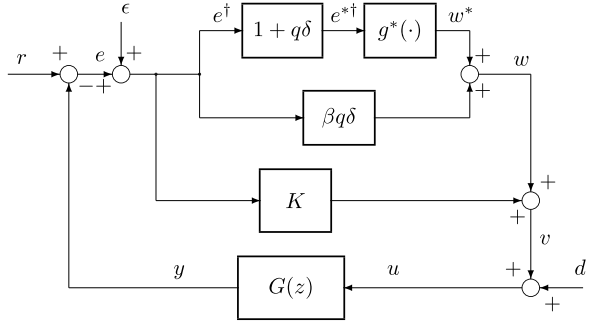 ϵ
e† 1 + qδ e*† g*(·) w*
r + e + + w
− + +
βqδ
K + +
v
y G(z) u + d
+